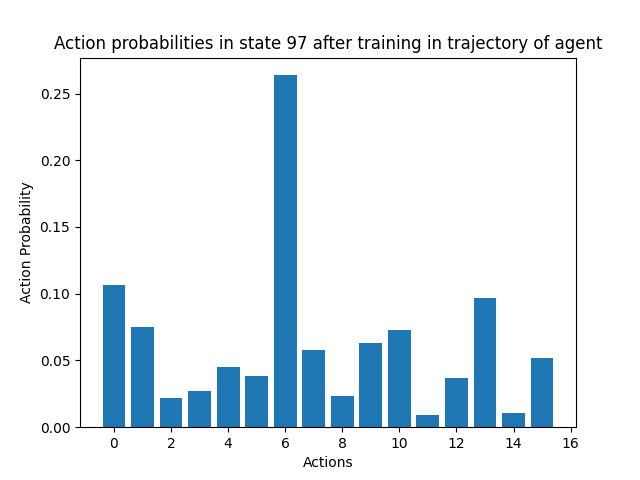 Action probabilities in state 97 after training in trajectory of agent
0.25
0.20
0.15
0.10
0.05
0.00
Action Probability
0 2 4 6 8 10 12 14 16
Actions